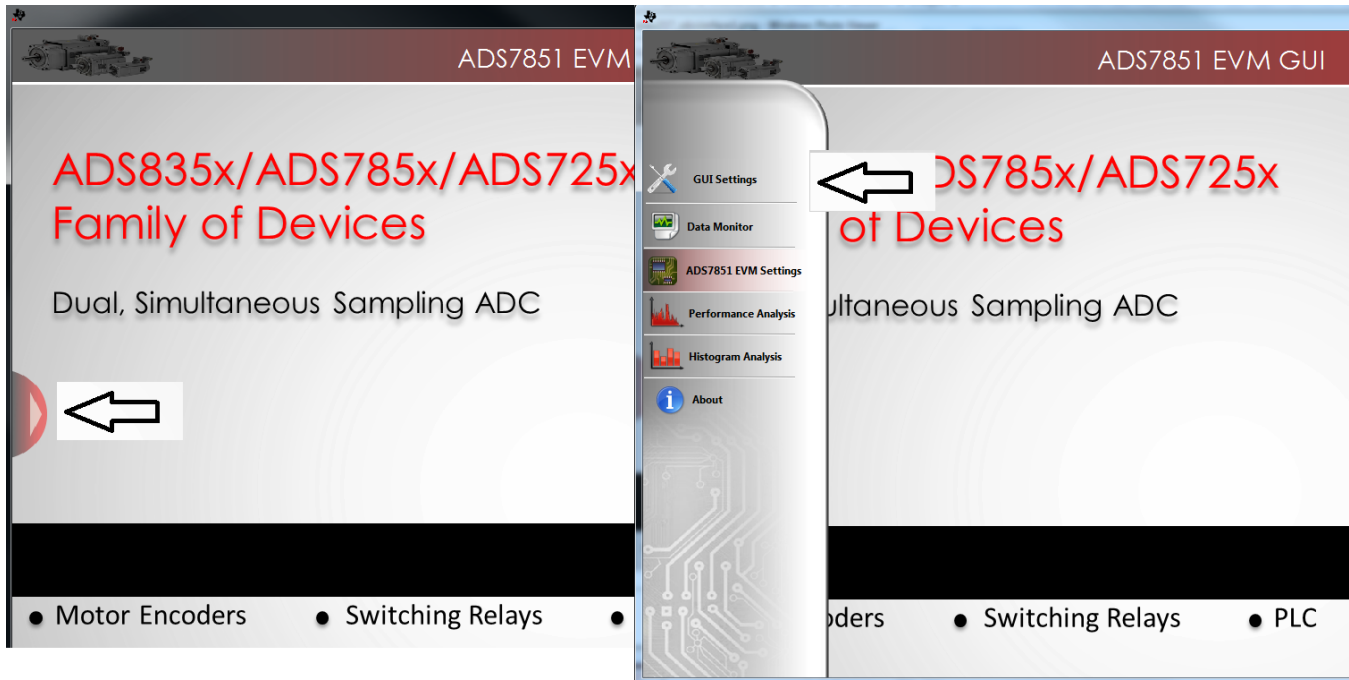 ADS7851 EVM
ADS835x/ADS785x/ADS725x
Family of Devices
Dual, Simultaneous Sampling ADC
● Motor Encoders ● Switching Relays ●
ADS7851 EVM GUI
GUI Settings
Data Monitor
ADS7851 EVM Settings
Performance Analysis
Histogram Analysis
About
DS785x/ADS725x
of Devices
ultaneous Sampling ADC
oders ● Switching Relays ● PLC